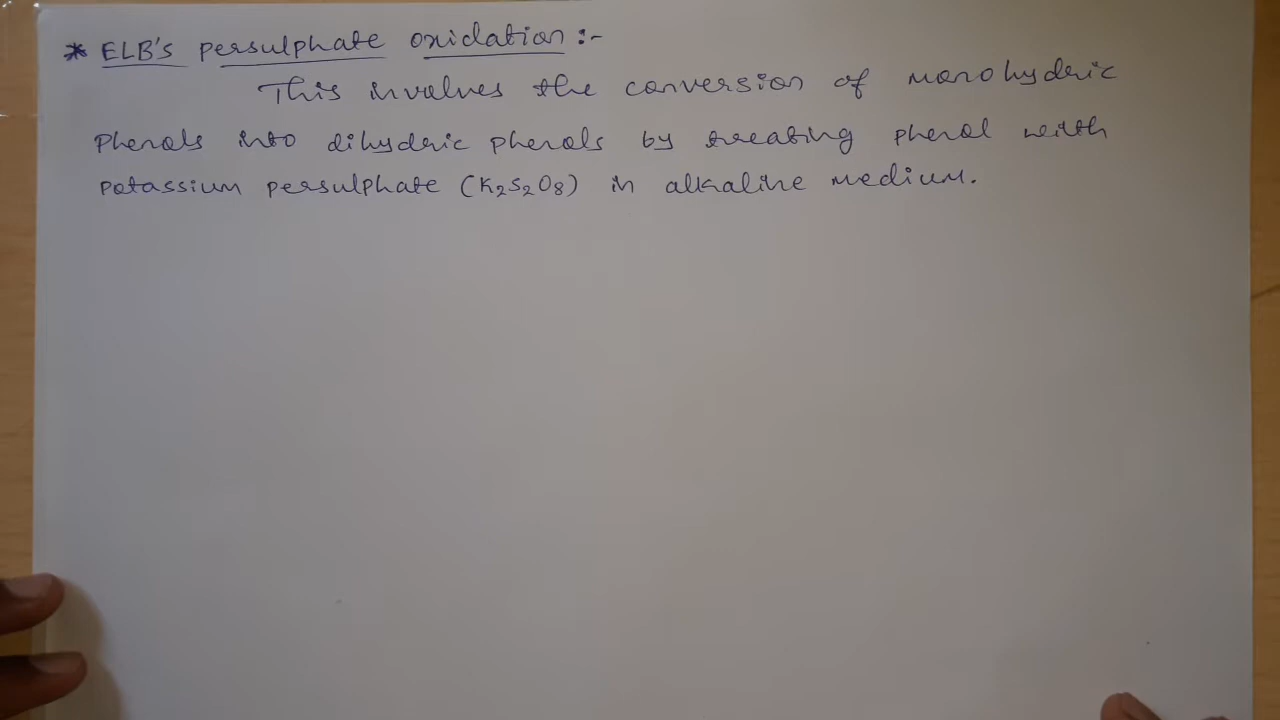 * ELB's persulphate oxidation :-
This involves the conversion of monohydric
phenols into dihydric phenols by treating phenol with
potassium persulphate (K₂S₂O₈) in alkaline medium.